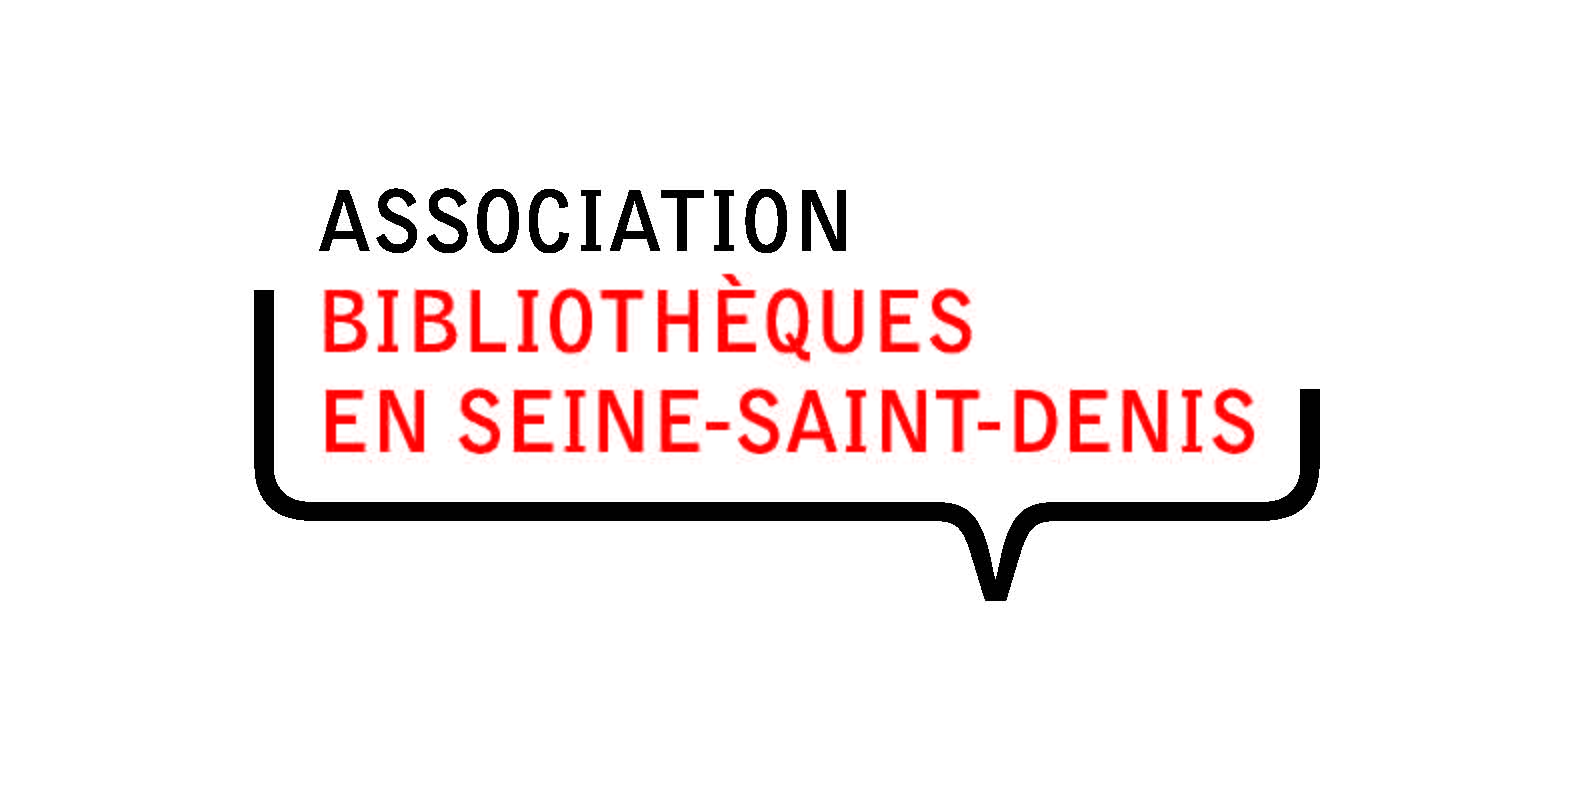 ASSOCIATION
BIBLIOTHÈQUES
EN SEINE-SAINT-DENIS